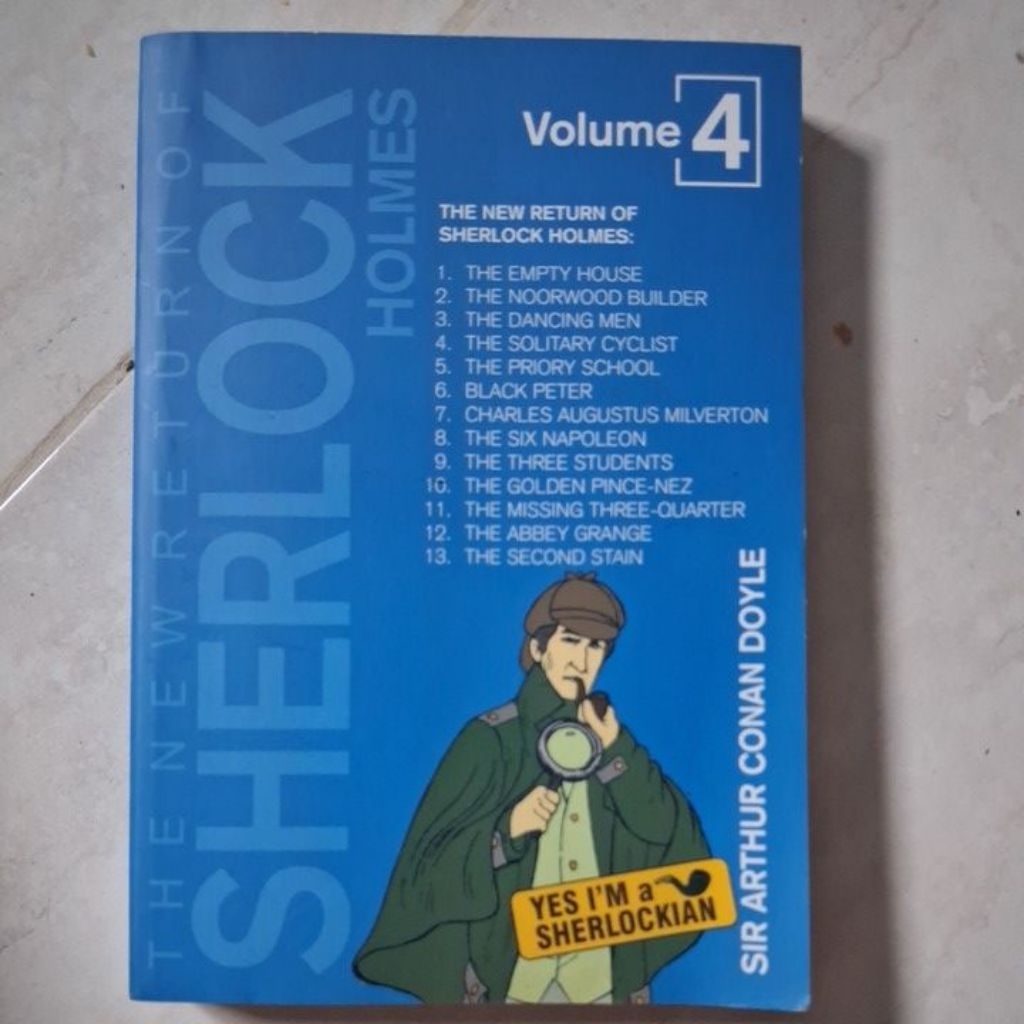 THE NEW RETURN OF
SHERLOCK
HOLMES
Volume 4
THE NEW RETURN OF
SHERLOCK HOLMES:
1. THE EMPTY HOUSE
2. THE NOORWOOD BUILDER
3. THE DANCING MEN
4. THE SOLITARY CYCLIST
5. THE PRIORY SCHOOL
6. BLACK PETER
7. CHARLES AUGUSTUS MILVERTON
8. THE SIX NAPOLEON
9. THE THREE STUDENTS
10. THE GOLDEN PINCE-NEZ
11. THE MISSING THREE-QUARTER
12. THE ABBEY GRANGE
13. THE SECOND STAIN
SIR ARTHUR CONAN DOYLE
YES I'M a
SHERLOCKIAN